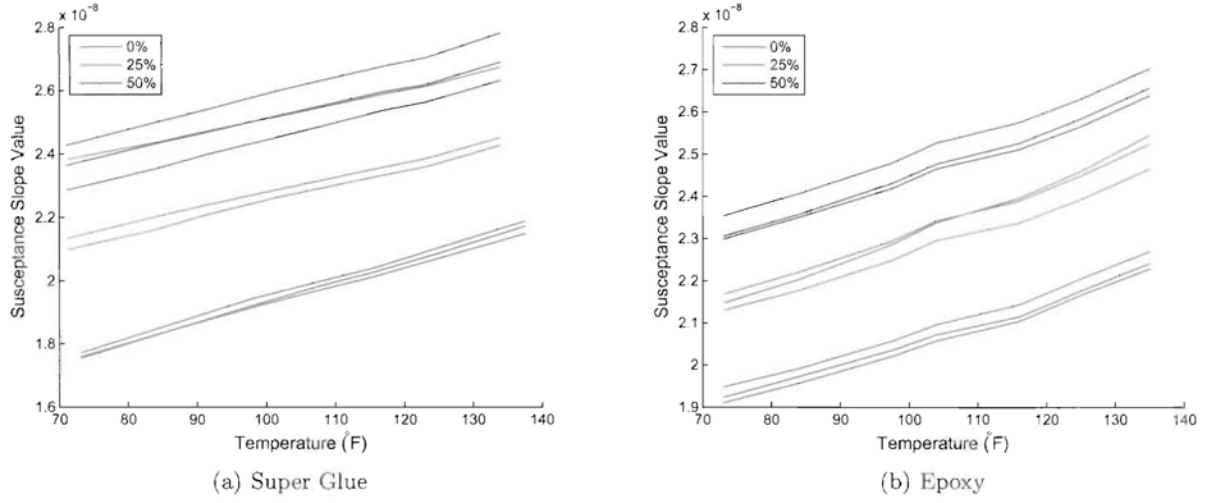 x 10⁻⁸
2.8
2.6
2.4
2.2
2
1.8
1.6
Susceptance Slope Value
0%
25%
50%
70 80 90 100 110 120 130 140
Temperature (°F)
(a) Super Glue
x 10⁻⁸
2.8
2.7
2.6
2.5
2.4
2.3
2.2
2.1
2
1.9
Susceptance Slope Value
0%
25%
50%
70 80 90 100 110 120 130 140
Temperature (°F)
(b) Epoxy